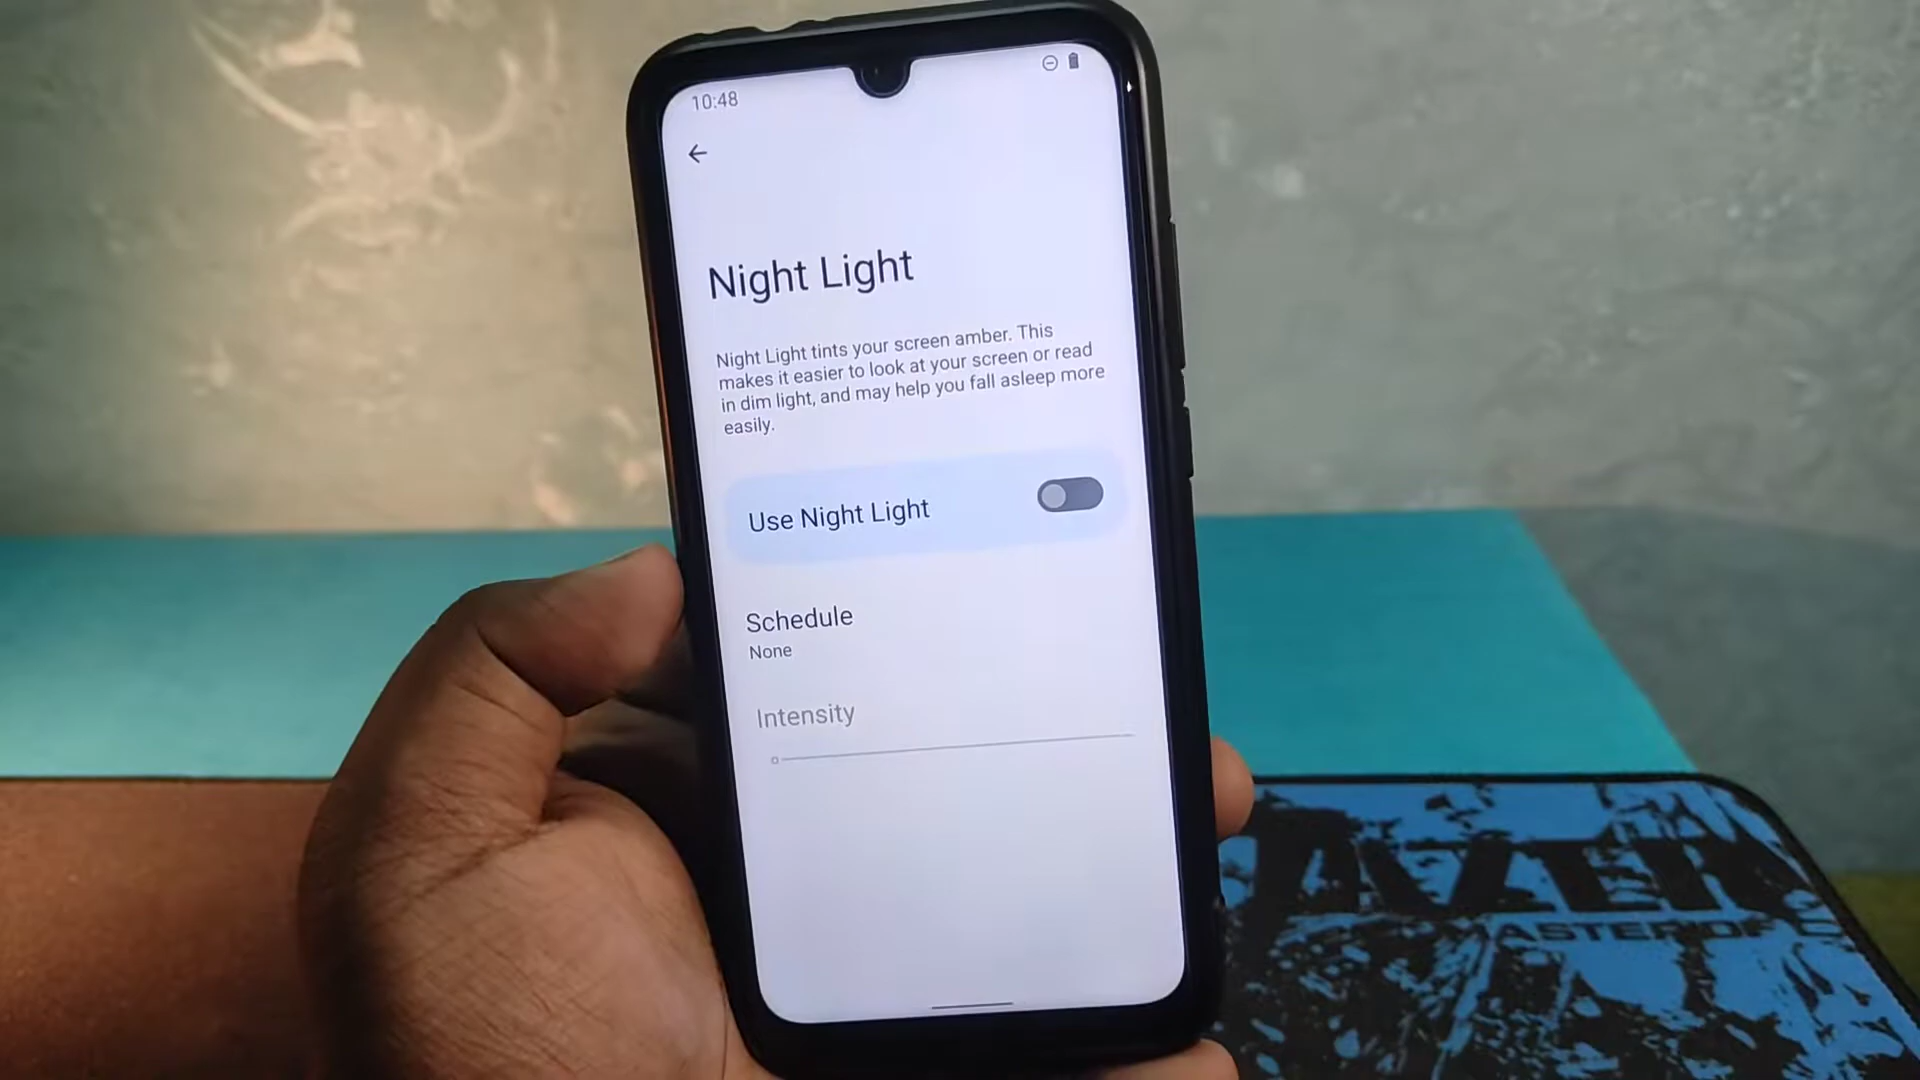 10:48
Night Light
Night Light tints your screen amber. This
makes it easier to look at your screen or read
in dim light, and may help you fall asleep more
easily.
Use Night Light
Schedule
None
Intensity
MASTER OF